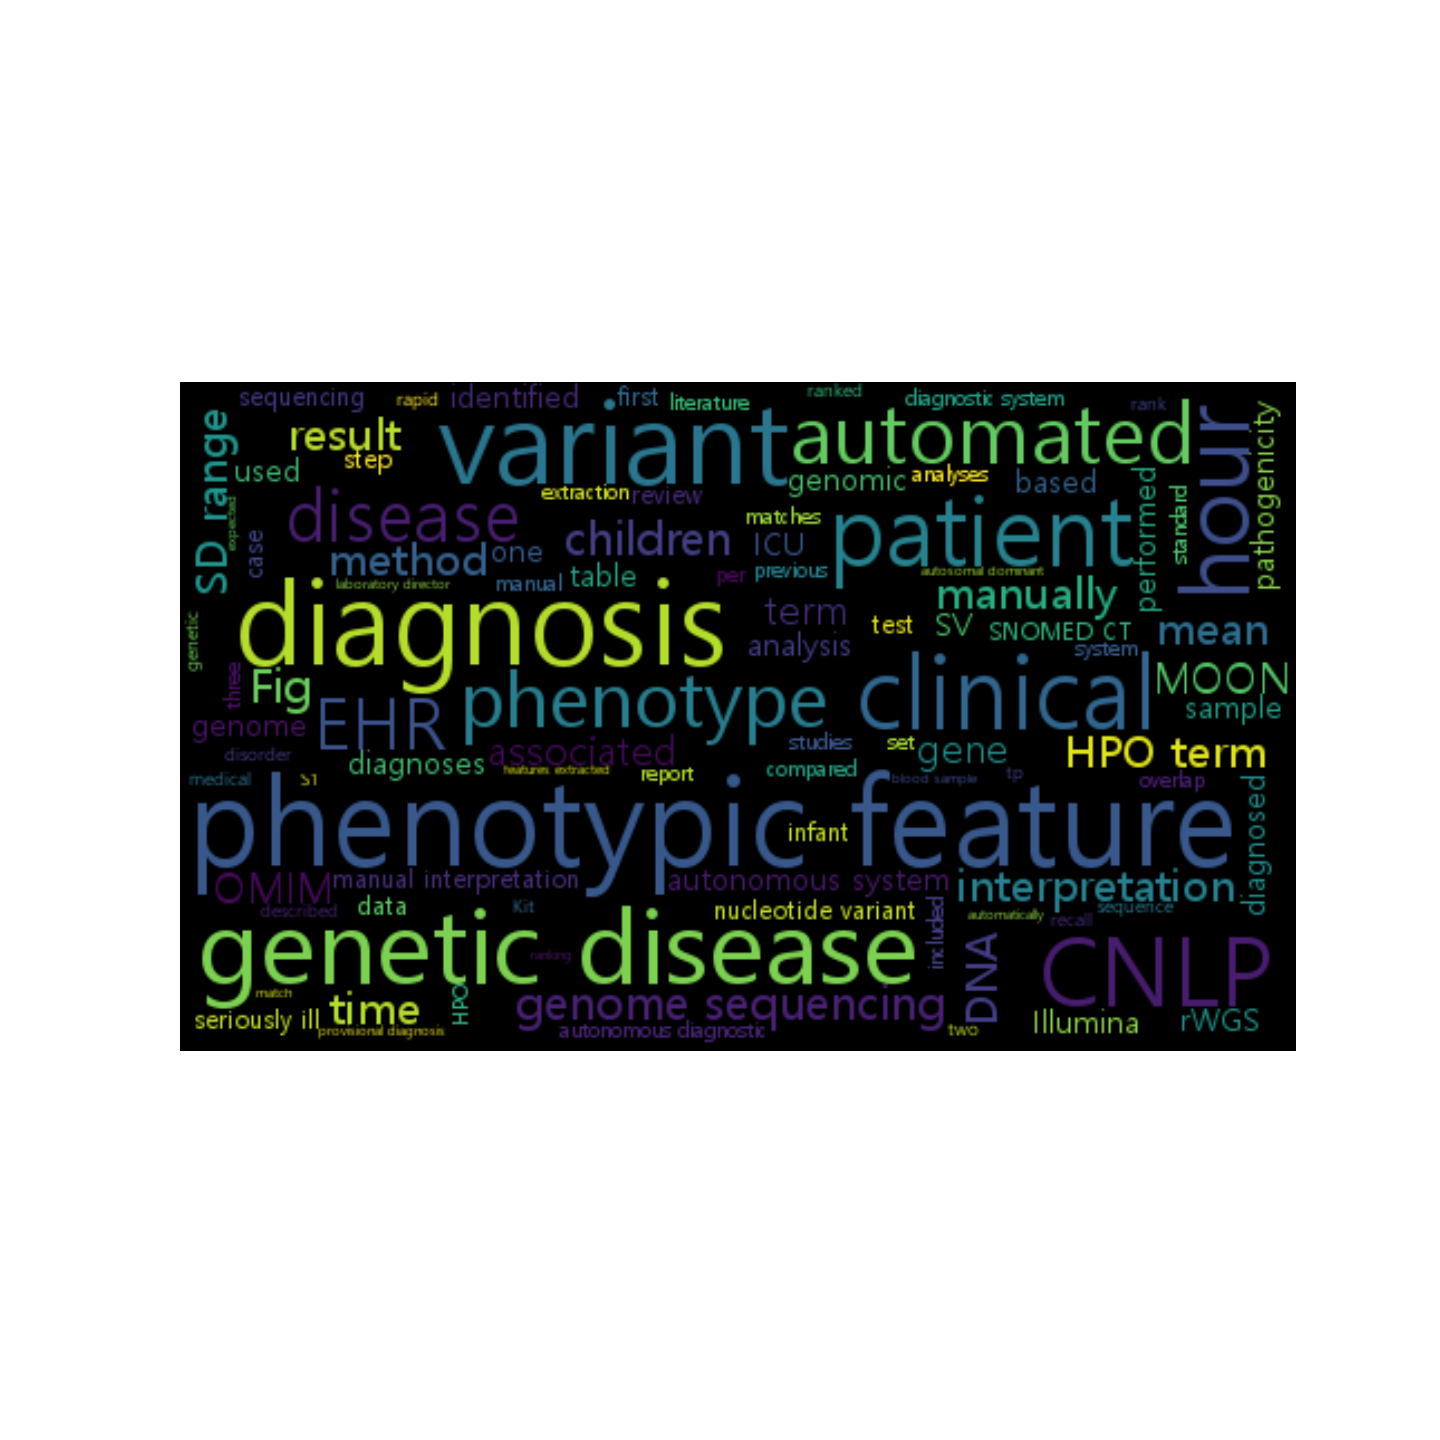 sequencing
rapid
identified
first
literature
ranked
diagnostic system
rank
SD range
result
variant
automated
hour
pathogenicity
step
used
genomic
analyses
based
performed
extraction
review
standard
expected
disease
matches
patient
case
children
ICU
method
one
table
per
previous
autosomal dominant
laboratory director
manual
diagnosis
manually
term
test
SV
SNOMED CT
mean
genetic
analysis
system
three
Fig
phenotype
clinical
MOON
EHR
sample
genome
associated
studies
set
gene
HPO term
disorder
diagnoses
features extracted
report
compared
blood sample
tp
overlap
medical
S1
diagnosed
phenotypic feature
infant
OMIM
manual interpretation
autonomous system
interpretation
described
data
Kit
nucleotide variant
included
automatically
recall
sequence
genetic disease
ranking
DNA
CNLP
match
time
HPO
genome sequencing
seriously ill
provisional diagnosis
autonomous diagnostic
two
Illumina
rWGS